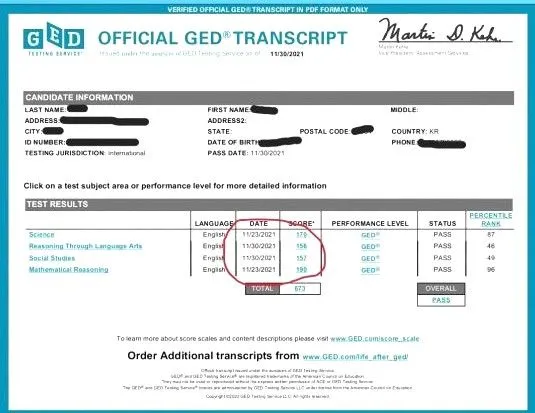 VERIFIED OFFICIAL GED® TRANSCRIPT IN PDF FORMAT ONLY
GED
TESTING SERVICE®
OFFICIAL GED® TRANSCRIPT
Issued under the auspices of GED Testing Service as of 11/30/2021
Martin D. Kehe
Martin Kehe
Vice President Assessment Services
CANDIDATE INFORMATION
LAST NAME: FIRST NAME: MIDDLE:
ADDRESS: ADDRESS2:
CITY: STATE: POSTAL CODE: COUNTRY: KR
ID NUMBER: DATE OF BIRTH: PHONE:
TESTING JURISDICTION: international PASS DATE: 11/30/2021
Click on a test subject area or performance level for more detailed information
TEST RESULTS
LANGUAGE DATE SCORE* PERFORMANCE LEVEL STATUS PERCENTILE RANK
Science English 11/23/2021 170 GED® PASS 87
Reasoning Through Language Arts English 11/30/2021 156 GED® PASS 46
Social Studies English 11/30/2021 157 GED® PASS 49
Mathematical Reasoning English 11/23/2021 190 GED® PASS 96
TOTAL 673 OVERALL
PASS
To learn more about score scales and content descriptions please visit www.GED.com/score_scale
Order Additional transcripts from www.GED.com/life_after_ged/
Official transcript issued under the auspices of GED Testing Service.
GED® and GED Testing Service® are registered trademarks of the American Council on Education.
They may not be used or reproduced without the express written permission of ACE or GED Testing Service.
The GED® and GED Testing Service® brands are administered by GED Testing Service LLC under license from the American Council on Education.
Copyright ©2020 GED Testing Service LLC. All rights reserved.